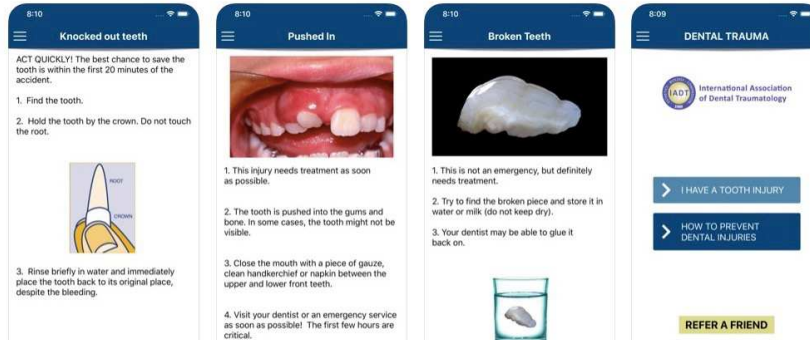 8:10
Knocked out teeth
ACT QUICKLY! The best chance to save the
tooth is within the first 20 minutes of the
accident.
1. Find the tooth.
2. Hold the tooth by the crown. Do not touch
the root.
ROOT
CROWN
3. Rinse briefly in water and immediately
place the tooth back to its original place,
despite the bleeding.
8:10
Pushed In
1. This injury needs treatment as soon
as possible.
2. The tooth is pushed into the gums and
bone. In some cases, the tooth might not be
visible.
3. Close the mouth with a piece of gauze,
clean handkerchief or napkin between the
upper and lower front teeth.
4. Visit your dentist or an emergency service
as soon as possible! The first few hours are
critical.
8:10
Broken Teeth
1. This is not an emergency, but definitely
needs treatment.
2. Try to find the broken piece and store it in
water or milk (do not keep dry).
3. Your dentist may be able to glue it
back on.
8:09
DENTAL TRAUMA
IADT
International Association
of Dental Traumatology
I HAVE A TOOTH INJURY
HOW TO PREVENT
DENTAL INJURIES
REFER A FRIEND